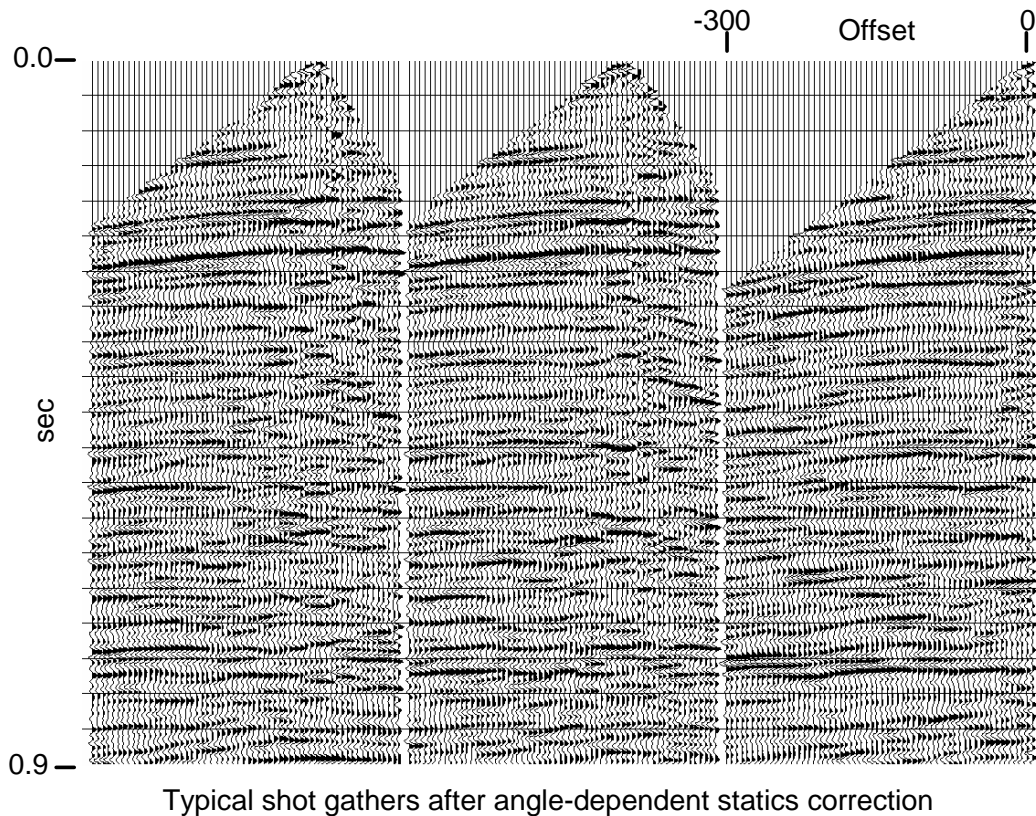 -300 Offset 0
0.0
sec
0.9
Typical shot gathers after angle-dependent statics correction